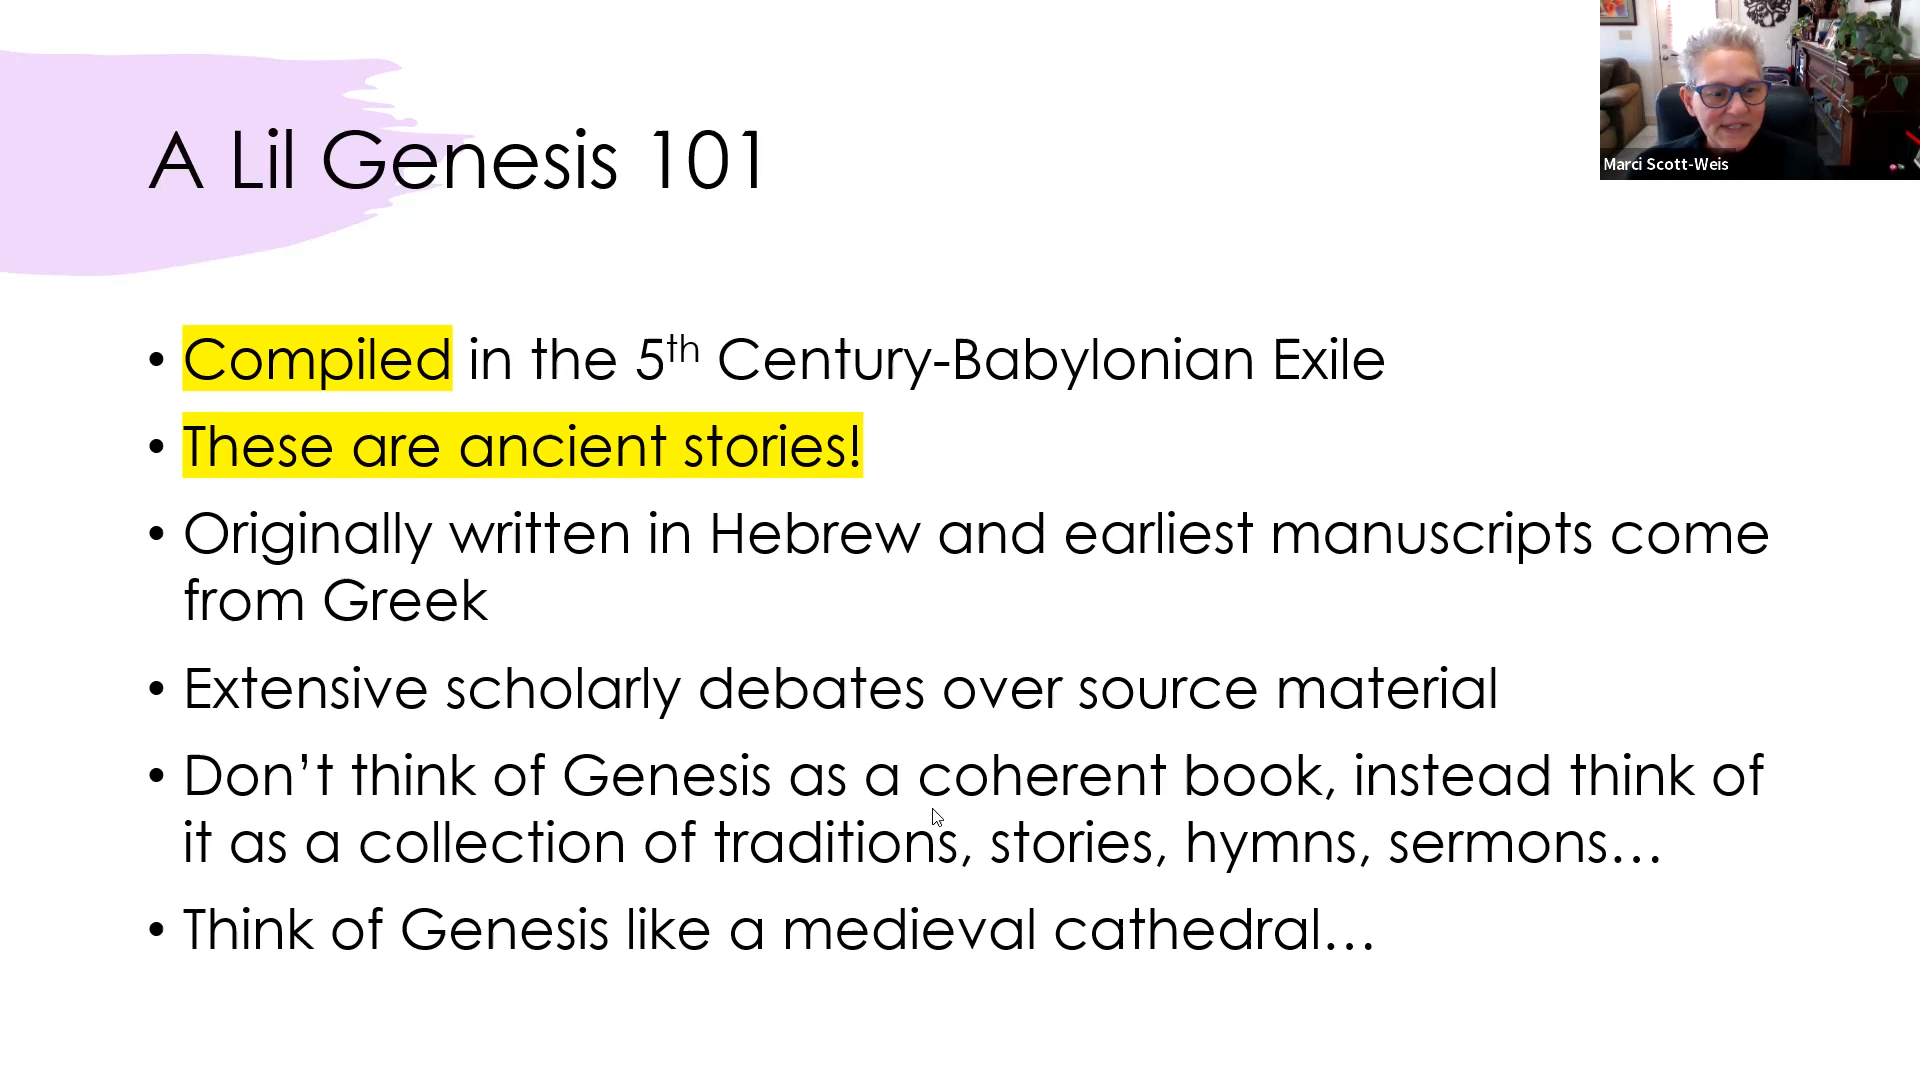 Marci Scott-Weis
A Lil Genesis 101
• Compiled in the 5th Century-Babylonian Exile
• These are ancient stories!
• Originally written in Hebrew and earliest manuscripts come
from Greek
• Extensive scholarly debates over source material
• Don’t think of Genesis as a coherent book, instead think of
it as a collection of traditions, stories, hymns, sermons…
• Think of Genesis like a medieval cathedral…